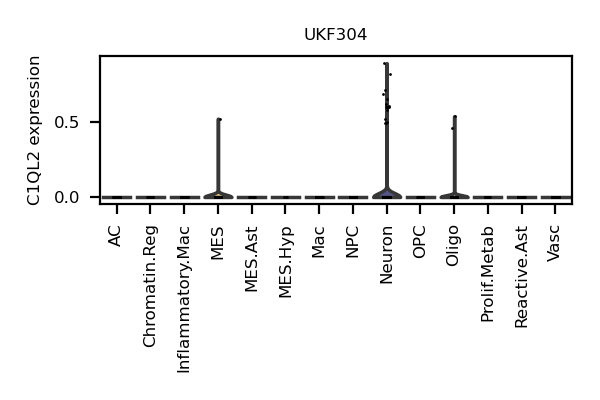 UKF304
C1QL2 expression
0.5
0.0
AC
Chromatin.Reg
Inflammatory.Mac
MES
MES.Ast
MES.Hyp
Mac
NPC
Neuron
OPC
Oligo
Prolif.Metab
Reactive.Ast
Vasc